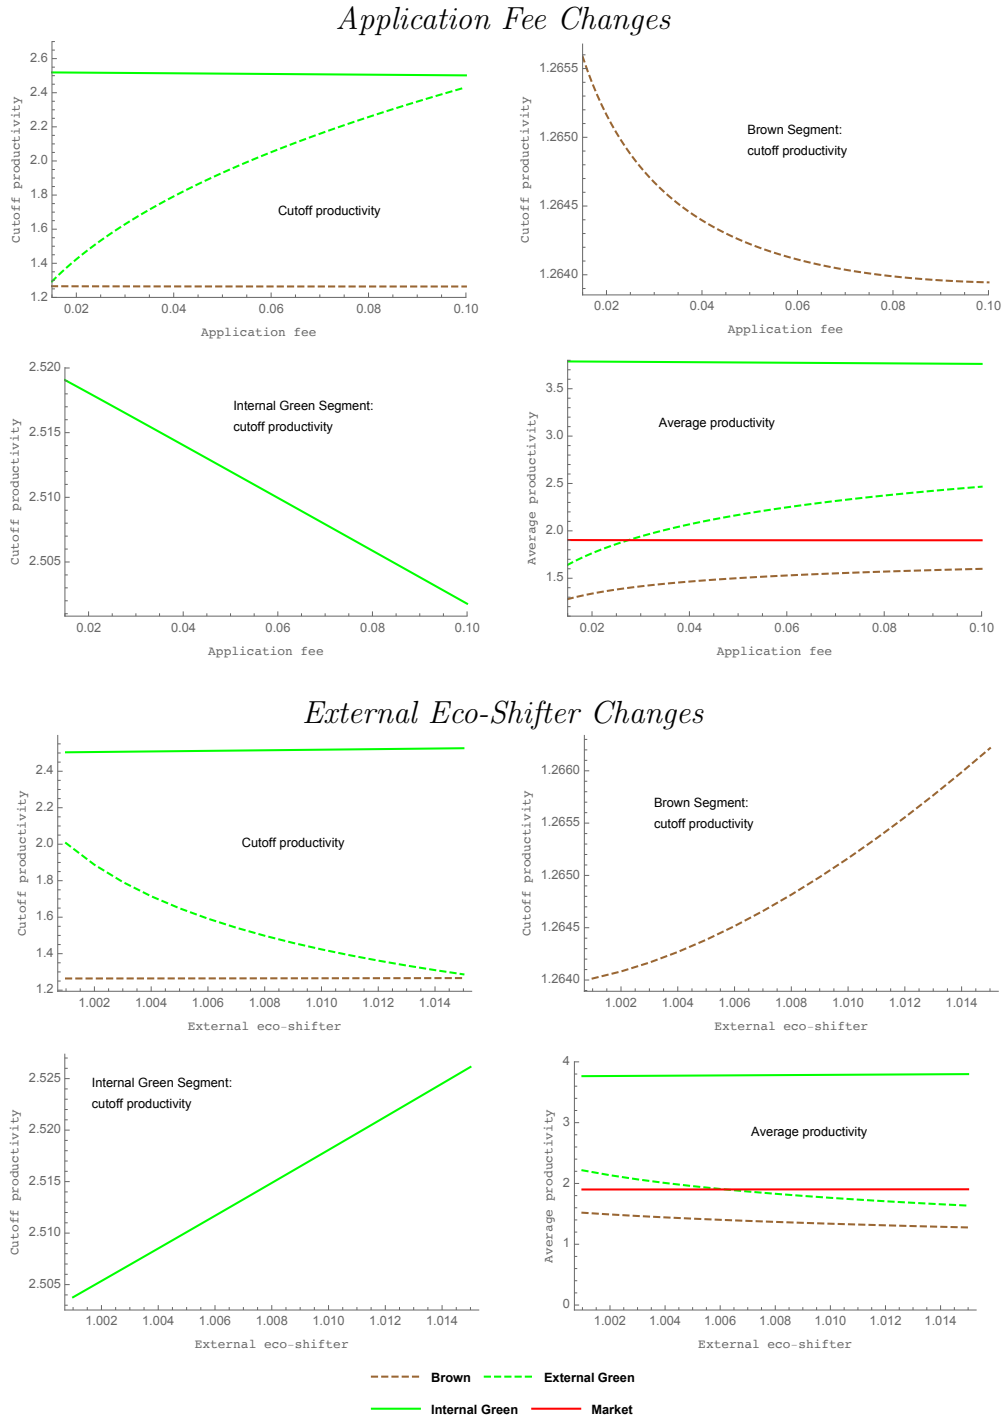 Application Fee Changes
2.6
2.4
2.2
2.0
1.8
1.6
1.4
1.2
Cutoff productivity
Cutoff productivity
0.02 0.04 0.06 0.08 0.10
Application fee
1.2655
1.2650
1.2645
1.2640
Cutoff productivity
Brown Segment:
cutoff productivity
0.02 0.04 0.06 0.08 0.10
Application fee
2.520
2.515
2.510
2.505
Cutoff productivity
Internal Green Segment:
cutoff productivity
0.02 0.04 0.06 0.08 0.10
Application fee
3.5
3.0
2.5
2.0
1.5
Average productivity
Average productivity
0.02 0.04 0.06 0.08 0.10
Application fee
External Eco-Shifter Changes
2.4
2.2
2.0
1.8
1.6
1.4
1.2
Cutoff productivity
Cutoff productivity
1.002 1.004 1.006 1.008 1.010 1.012 1.014
External eco-shifter
1.2660
1.2655
1.2650
1.2645
1.2640
Cutoff productivity
Brown Segment:
cutoff productivity
1.002 1.004 1.006 1.008 1.010 1.012 1.014
External eco-shifter
2.525
2.520
2.515
2.510
2.505
Cutoff productivity
Internal Green Segment:
cutoff productivity
1.002 1.004 1.006 1.008 1.010 1.012 1.014
External eco-shifter
4
3
2
1
0
Average productivity
Average productivity
1.002 1.004 1.006 1.008 1.010 1.012 1.014
External eco-shifter
Brown External Green
Internal Green Market